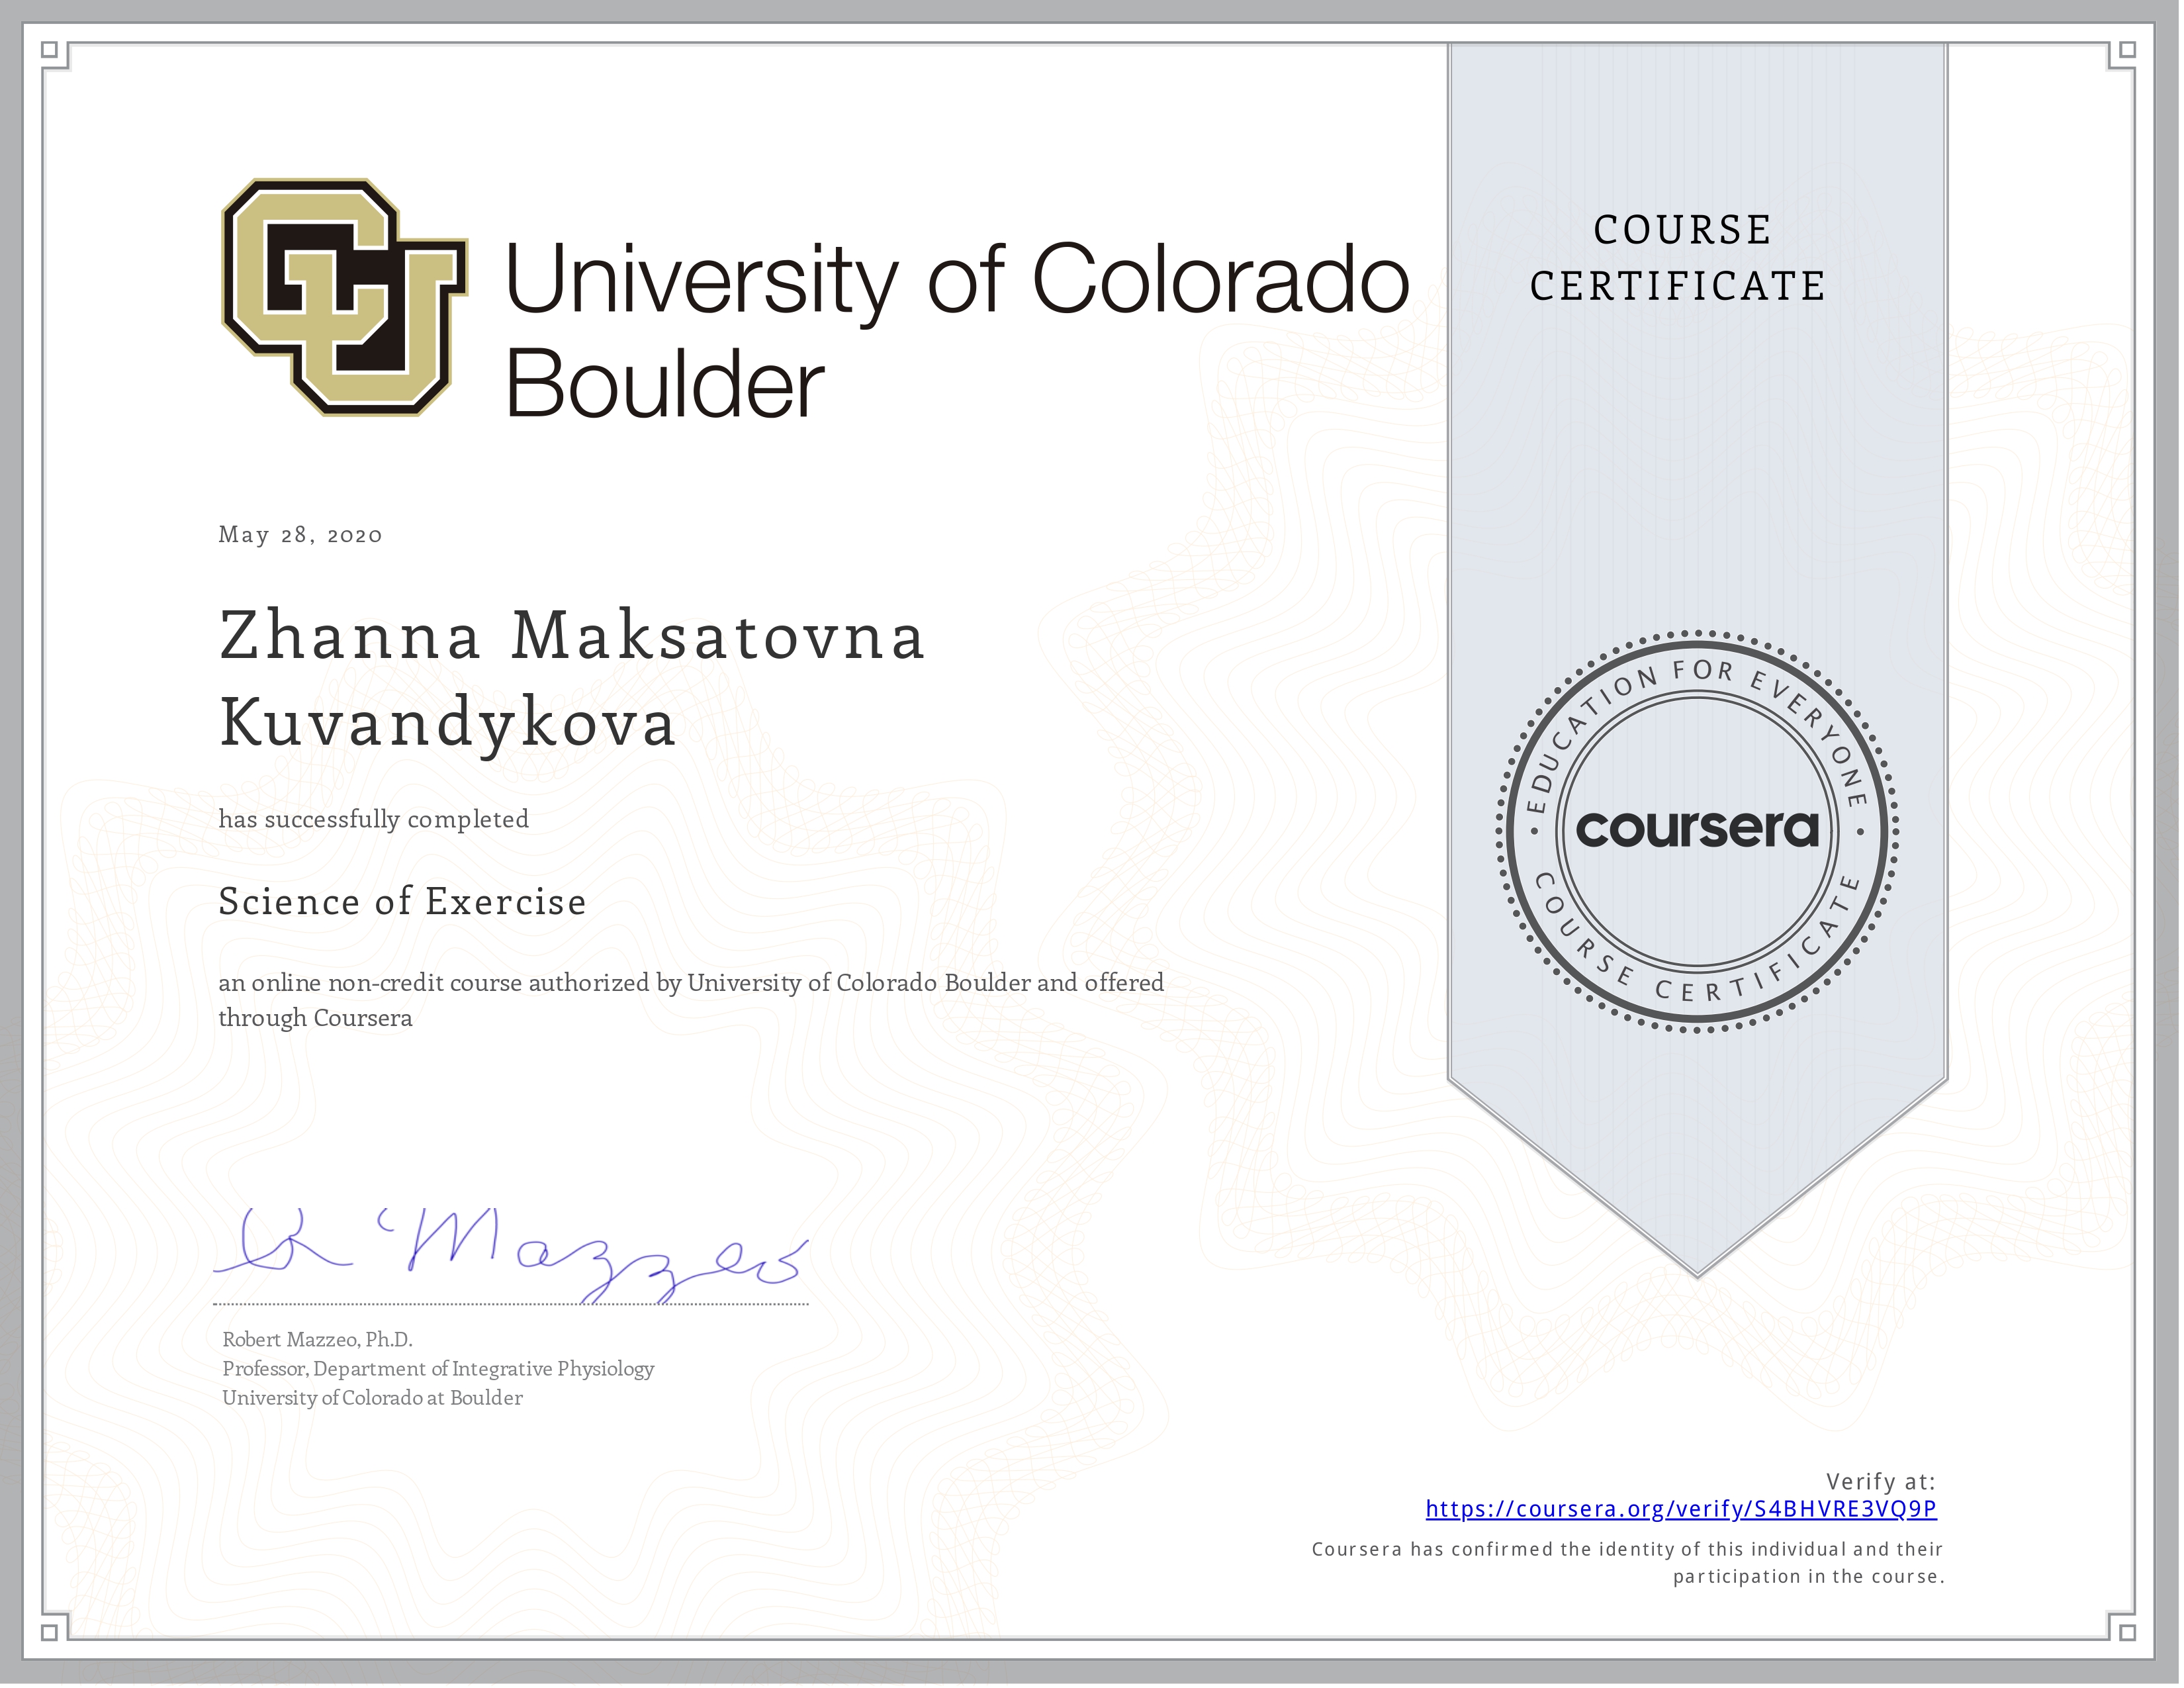 CU
University of Colorado
Boulder
COURSE
CERTIFICATE
May 28, 2020
Zhanna Maksatovna
Kuvandykova
has successfully completed
Science of Exercise
an online non-credit course authorized by University of Colorado Boulder and offered
through Coursera
EDUCATION FOR EVERYONE
coursera
COURSE CERTIFICATE
R Mazzeo
Robert Mazzeo, Ph.D.
Professor, Department of Integrative Physiology
University of Colorado at Boulder
Verify at:
https://coursera.org/verify/S4BHVRE3VQ9P
Coursera has confirmed the identity of this individual and their
participation in the course.